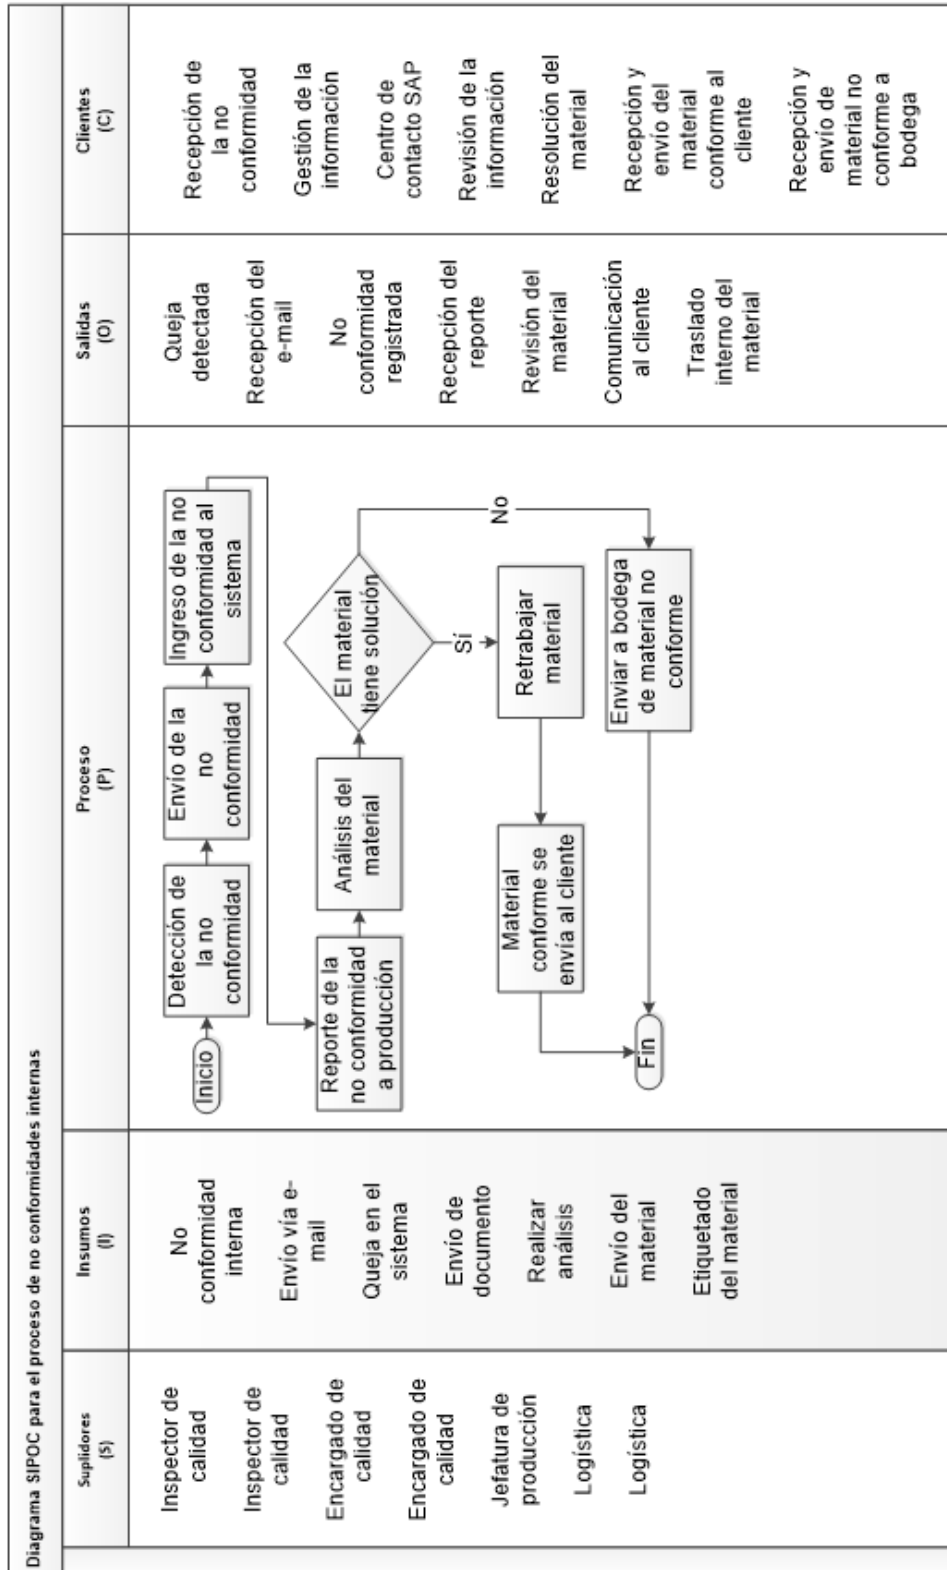 Diagrama SIPOC para el proceso de no conformidades internas
Suplidores
(S)
Insumos
(I)
Proceso
(P)
Salidas
(O)
Clientes
(C)
Inspector de
calidad
Inspector de
calidad
Encargado de
calidad
Encargado de
calidad
Jefatura de
producción
Logística
Logística
No
conformidad
interna
Envío vía e-
mail
Queja en el
sistema
Envío de
documento
Realizar
análisis
Envío del
material
Etiquetado
del material
Inicio
Detección de
la no
conformidad
Envío de la
no
conformidad
Ingreso de la no
conformidad al
sistema
Reporte de la
no conformidad
a producción
Análisis del
material
El material
tiene solución
Sí
No
Retrabajar
material
Material
conforme se
envía al cliente
Enviar a bodega
de material no
conforme
Fin
Queja
detectada
Recepción del
e-mail
No
conformidad
registrada
Recepción del
reporte
Revisión del
material
Comunicación
al cliente
Traslado
interno del
material
Recepción de
la no
conformidad
Gestión de la
información
Centro de
contacto SAP
Revisión de la
información
Resolución del
material
Recepción y
envío del
material
conforme al
cliente
Recepción y
envío de
material no
conforme a
bodega